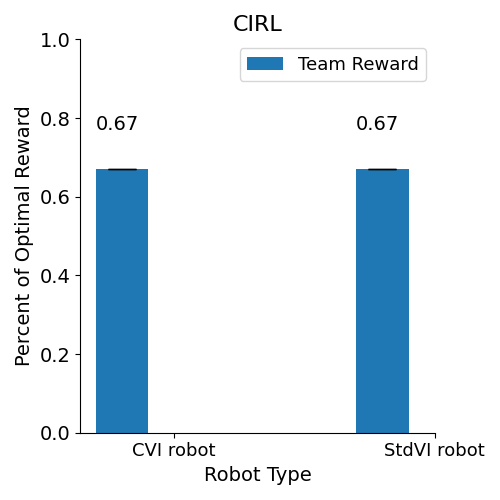 CIRL
Team Reward
Percent of Optimal Reward
1.0
0.8
0.6
0.4
0.2
0.0
0.67
0.67
CVI robot
StdVI robot
Robot Type